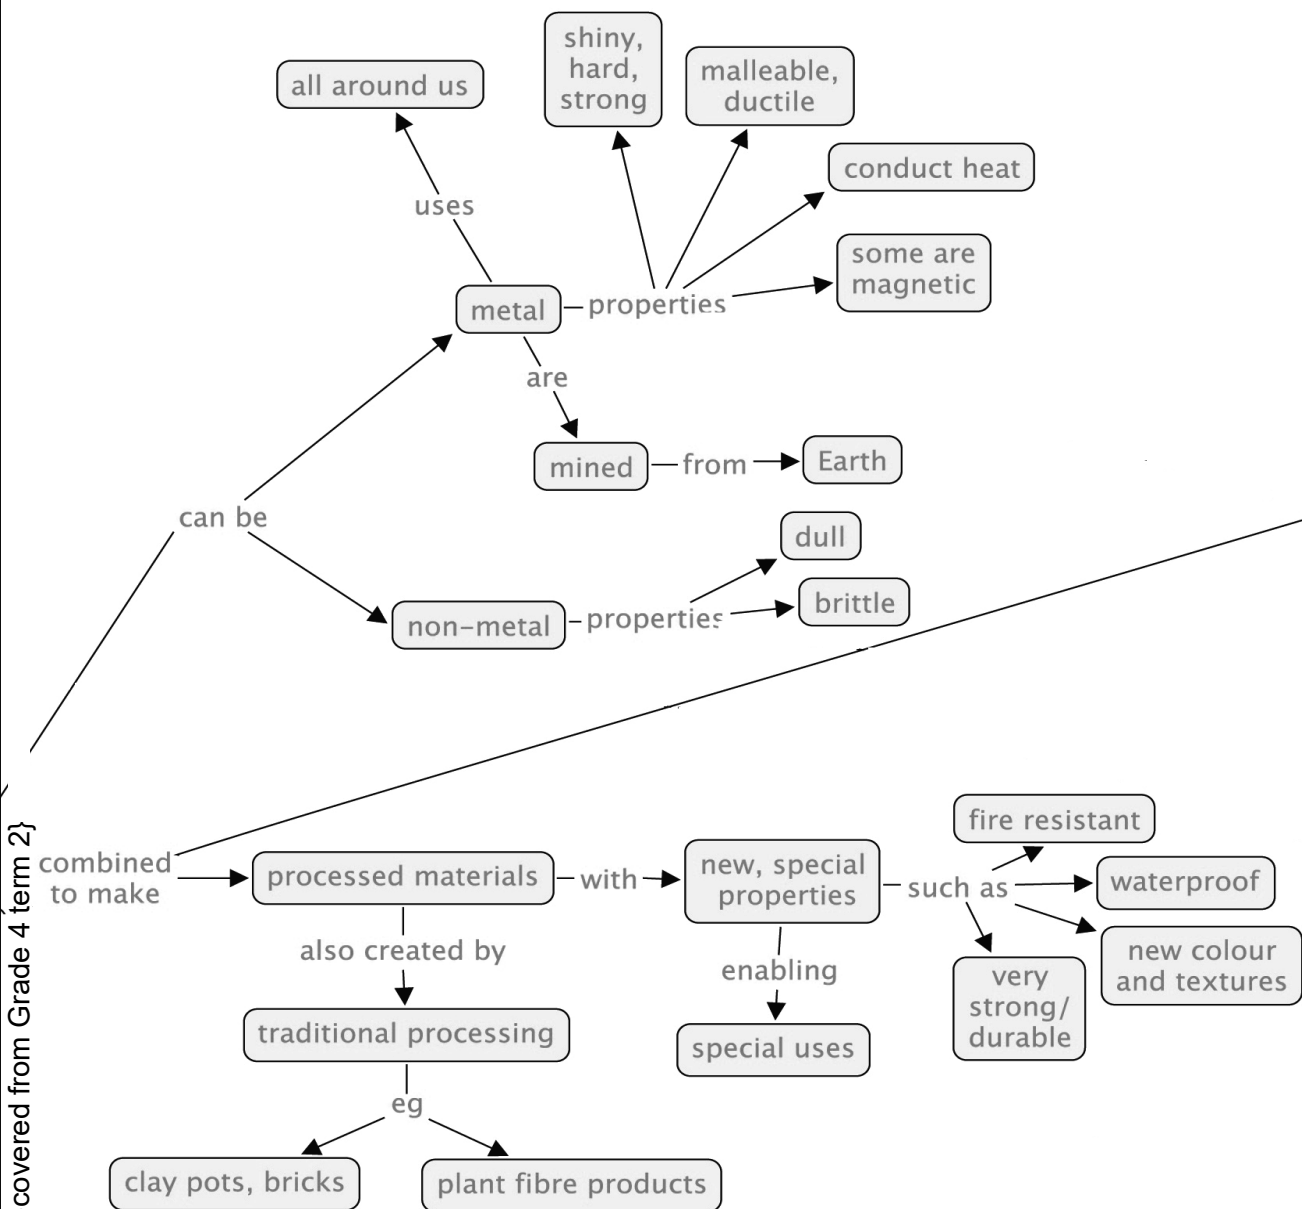 shiny,
hard,
strong
malleable,
ductile
all around us
conduct heat
uses
some are
magnetic
metal
properties
are
mined
from
Earth
can be
dull
brittle
non-metal
properties
covered from Grade 4 term 2}
combined
to make
processed materials
with
new, special
properties
such as
fire resistant
waterproof
new colour
and textures
very
strong/
durable
also created by
enabling
traditional processing
special uses
eg
clay pots, bricks
plant fibre products